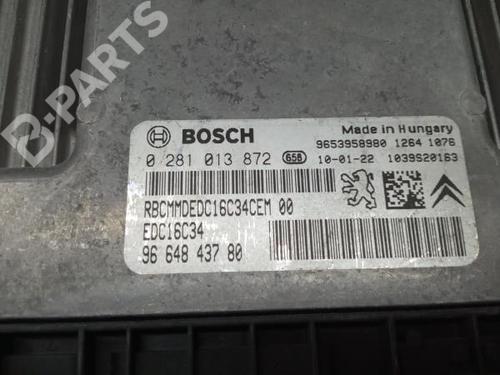 B-PARTS
BOSCH
Made in Hungary
0 281 013 872 658
9653958980 1264 1076
10-01-22 1039S20163
RBCMMDEDC16C34CEM 00
EDC16C34
96 648 437 80